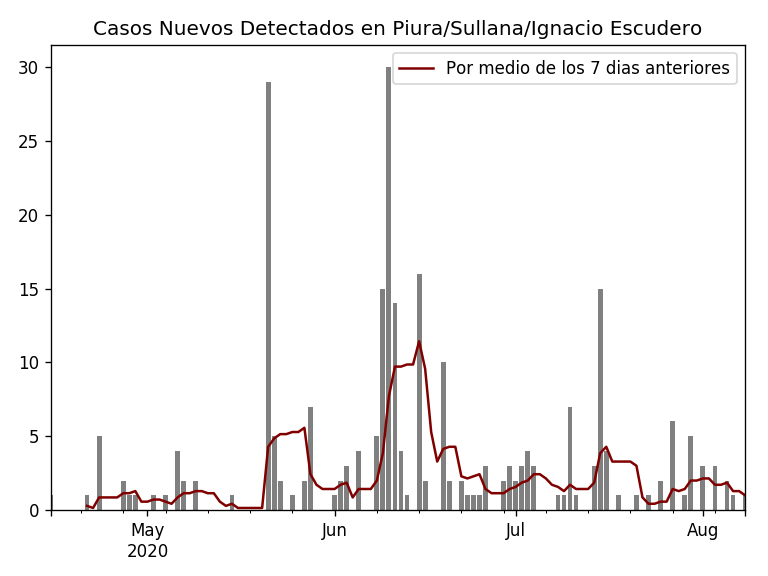 Casos Nuevos Detectados en Piura/Sullana/Ignacio Escudero
Por medio de los 7 dias anteriores
30
25
20
15
10
5
0
May
2020
Jun
Jul
Aug